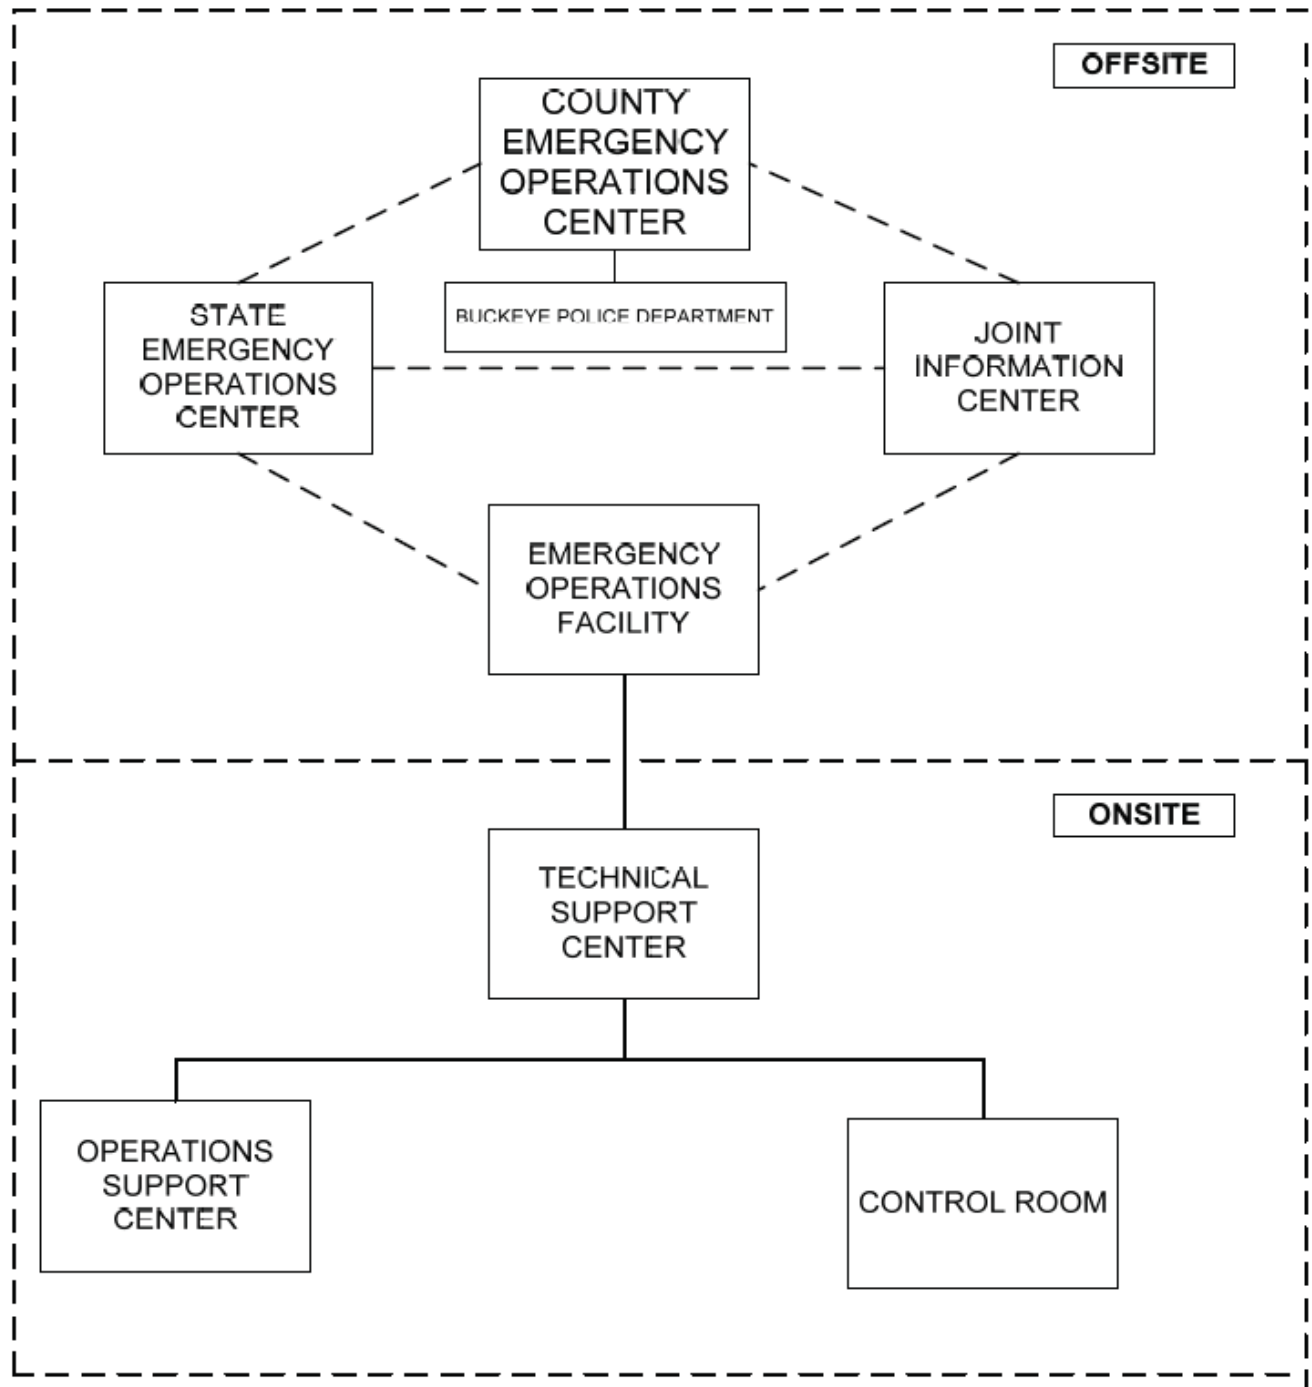 OFFSITE
COUNTY
EMERGENCY
OPERATIONS
CENTER
BUCKEYE POLICE DEPARTMENT
STATE
EMERGENCY
OPERATIONS
CENTER
JOINT
INFORMATION
CENTER
EMERGENCY
OPERATIONS
FACILITY
ONSITE
TECHNICAL
SUPPORT
CENTER
OPERATIONS
SUPPORT
CENTER
CONTROL ROOM